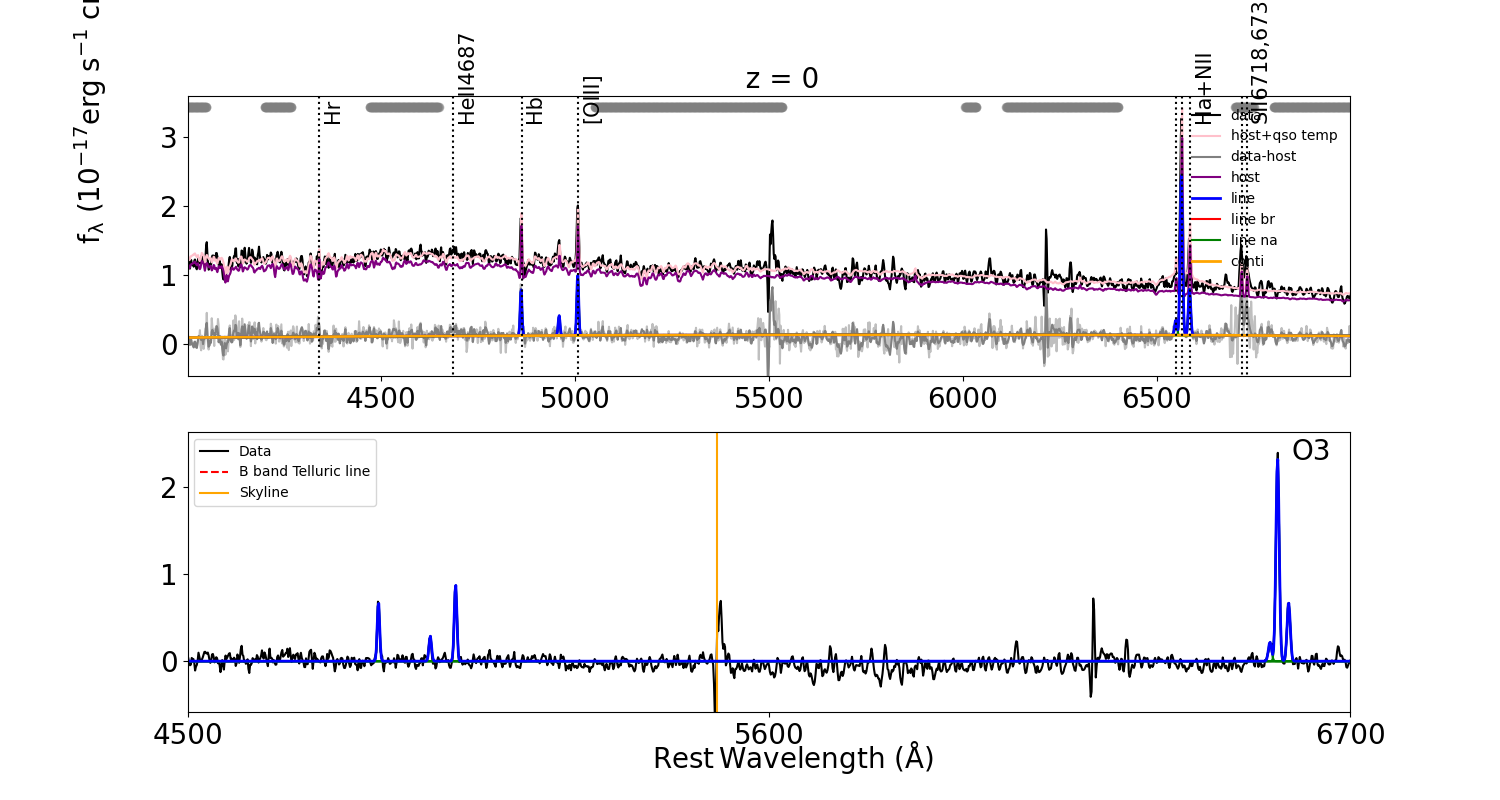 z = 0
f_λ (10^−17 erg s^−1
Hr
HeII4687
Hb
[OIII]
Ha+NII
SII6718,673
data
host+qso temp
data-host
host
line
line br
line na
conti
3
2
1
0
4500 5000 5500 6000 6500
Data
B band Telluric line
Skyline
O3
2
1
0
4500 5600 6700
Rest Wavelength (Å)